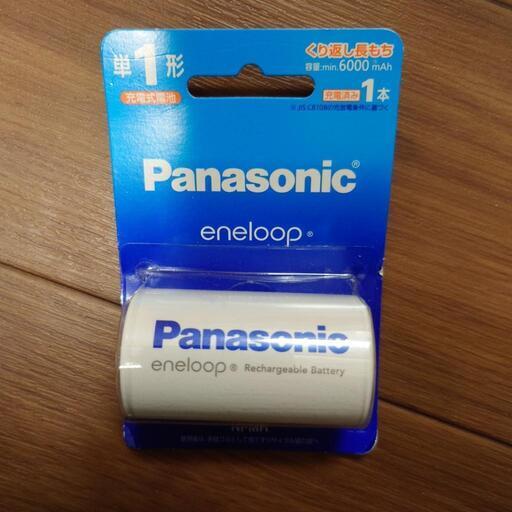 単1形
充電式電池
くり返し長もち
容量:min.6000 mAh
充電済み 1本
Panasonic®
eneloop®
Panasonic
eneloop® Rechargeable Battery